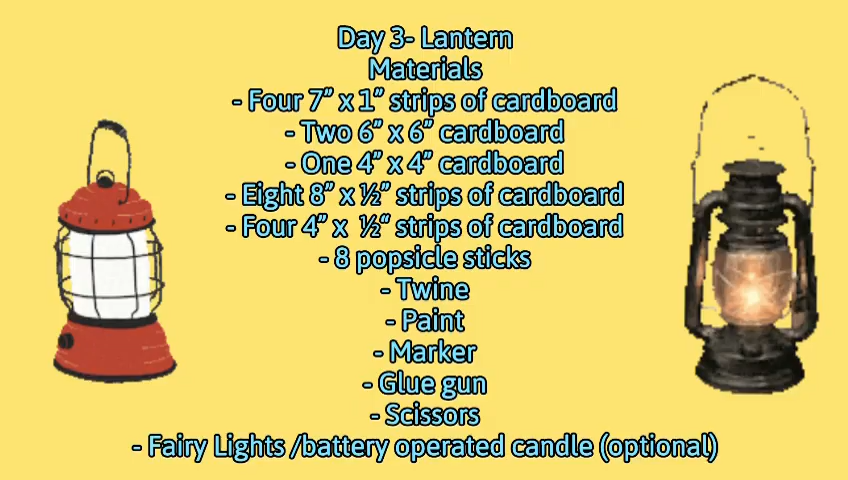 Day 3- Lantern
Materials
- Four 7” x 1” strips of cardboard
- Two 6” x 6” cardboard
- One 4” x 4” cardboard
- Eight 8” x ½” strips of cardboard
- Four 4” x ½“ strips of cardboard
- 8 popsicle sticks
- Twine
- Paint
- Marker
- Glue gun
- Scissors
- Fairy Lights /battery operated candle (optional)